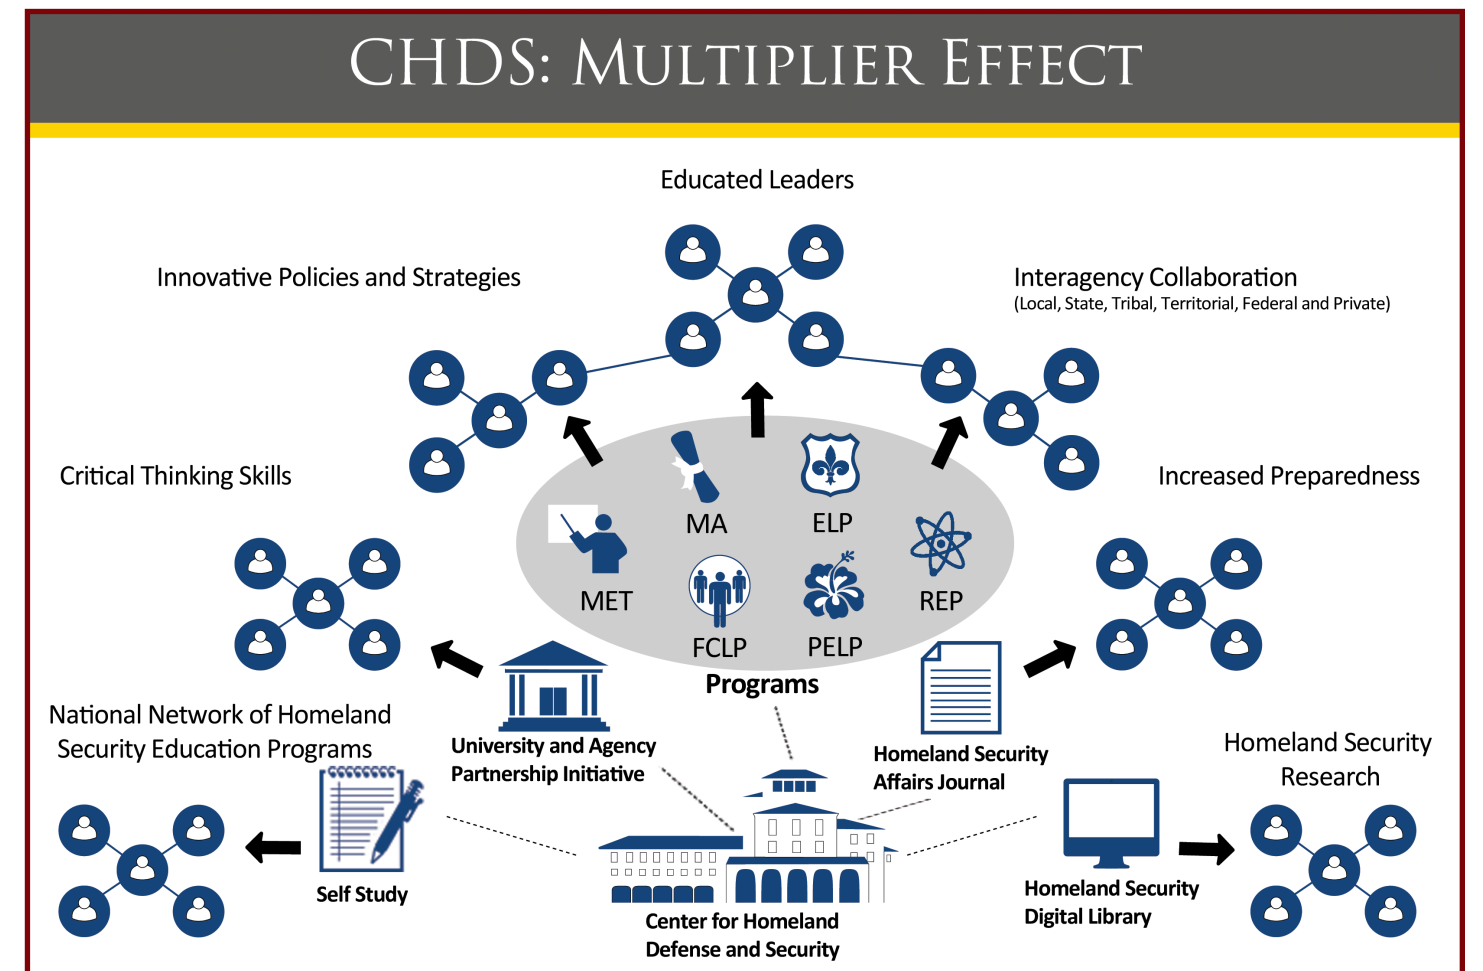 CHDS: Multiplier Effect
Educated Leaders
Innovative Policies and Strategies
Interagency Collaboration
(Local, State, Tribal, Territorial, Federal and Private)
Critical Thinking Skills
Increased Preparedness
MA
ELP
MET
REP
FCLP
PELP
Programs
National Network of Homeland
Security Education Programs
University and Agency
Partnership Initiative
Homeland Security
Affairs Journal
Homeland Security
Research
Self Study
Homeland Security
Digital Library
Center for Homeland
Defense and Security